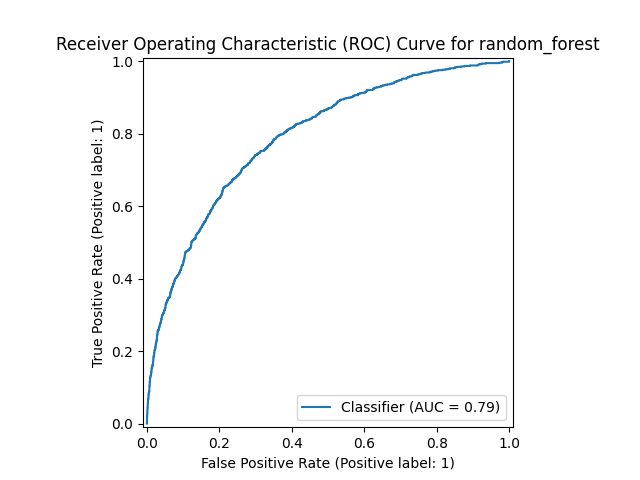 Receiver Operating Characteristic (ROC) Curve for random_forest
1.0
0.8
0.6
0.4
0.2
0.0
True Positive Rate (Positive label: 1)
Classifier (AUC = 0.79)
0.0 0.2 0.4 0.6 0.8 1.0
False Positive Rate (Positive label: 1)